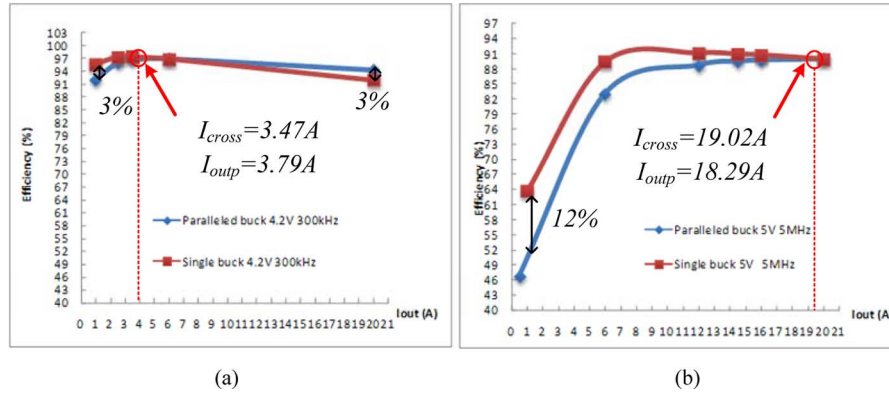 103
100
97
94
91
88
85
82
79
76
73
70
67
64
61
58
55
52
49
46
43
40
Efficiency (%)
3%
3%
Icross=3.47A
Ioutp=3.79A
Paralleled buck 4.2V 300kHz
Single buck 4.2V 300kHz
Iout (A)
0 1 2 3 4 5 6 7 8 9 10 11 12 13 14 15 16 17 18 19 20 21
(a)
97
94
91
88
85
82
79
76
73
70
67
64
61
58
55
52
49
46
43
40
Efficiency (%)
12%
Icross=19.02A
Ioutp=18.29A
Paralleled buck 5V 5MHz
Single buck 5V 5MHz
Iout (A)
0 1 2 3 4 5 6 7 8 9 10 11 12 13 14 15 16 17 18 19 20 21
(b)